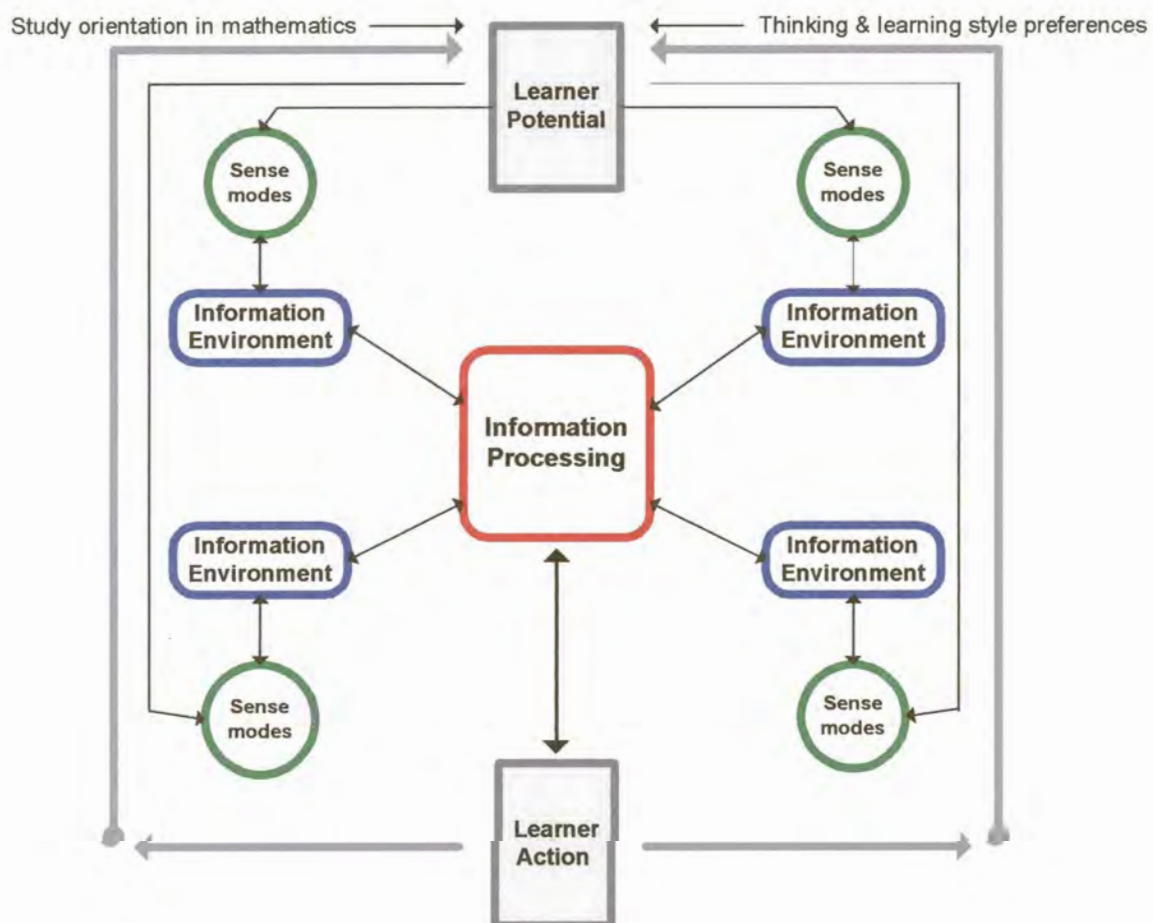 Study orientation in mathematics
Thinking & learning style preferences
Learner
Potential
Sense
modes
Sense
modes
Information
Environment
Information
Environment
Information
Processing
Information
Environment
Information
Environment
Sense
modes
Sense
modes
Learner
Action